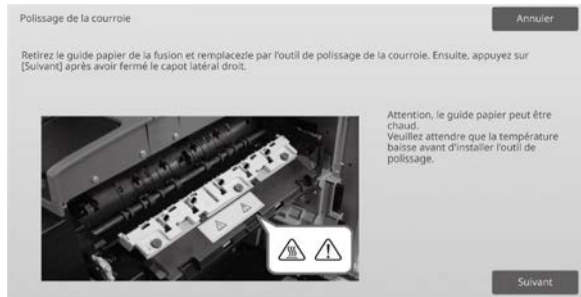 Polissage de la courroie
Annuler
Retirez le guide papier de la fusion et remplacezle par l'outil de polissage de la courroie. Ensuite, appuyez sur
[Suivant] après avoir fermé le capot latéral droit.
Attention, le guide papier peut être
chaud.
Veuillez attendre que la température
baisse avant d'installer l'outil de
polissage.
Suivant